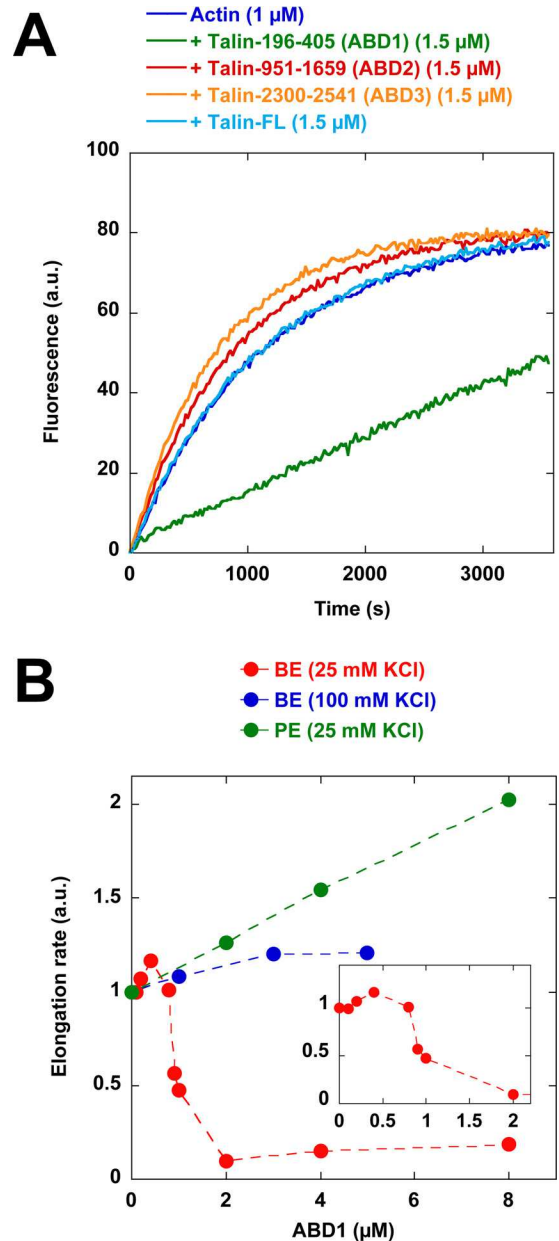 A
Actin (1 µM)
+ Talin-196-405 (ABD1) (1.5 µM)
+ Talin-951-1659 (ABD2) (1.5 µM)
+ Talin-2300-2541 (ABD3) (1.5 µM)
+ Talin-FL (1.5 µM)
100
80
60
40
20
0
Fluorescence (a.u.)
0 1000 2000 3000
Time (s)
B
BE (25 mM KCl)
BE (100 mM KCl)
PE (25 mM KCl)
2
1.5
1
0.5
0
Elongation rate (a.u.)
1
0.5
0
0 0.5 1 1.5 2
0 2 4 6 8
ABD1 (µM)